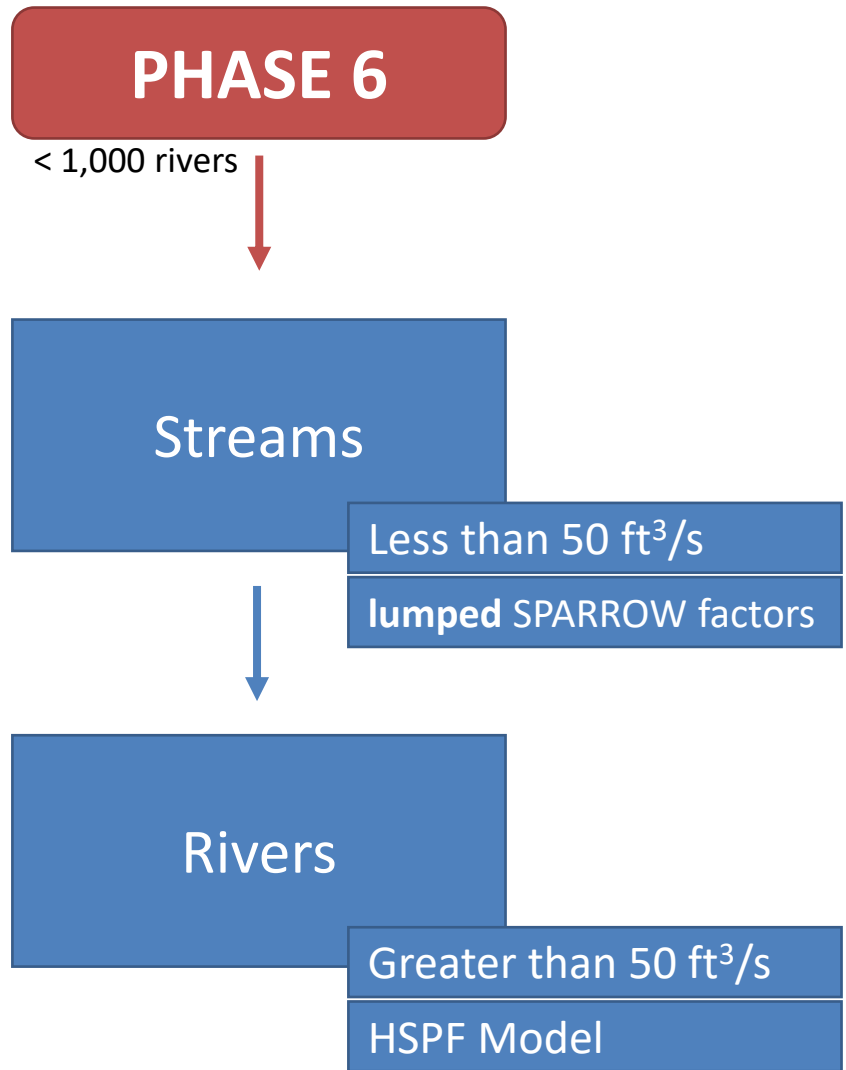 PHASE 6
< 1,000 rivers
Streams
Less than 50 ft³/s
lumped SPARROW factors
Rivers
Greater than 50 ft³/s
HSPF Model